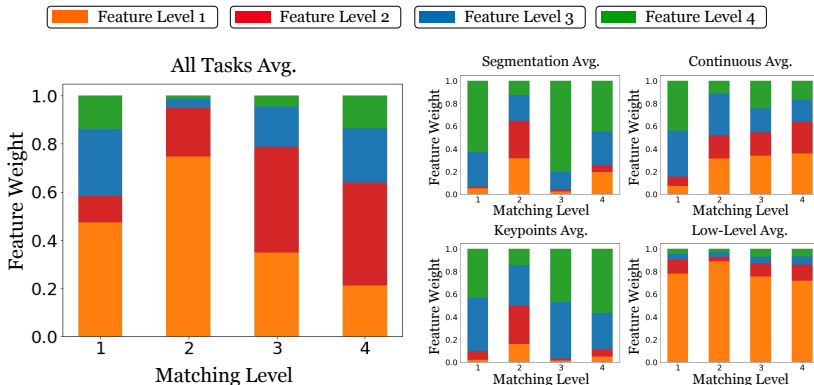 Feature Level 1 Feature Level 2 Feature Level 3 Feature Level 4
All Tasks Avg.
Feature Weight
1.0
0.8
0.6
0.4
0.2
0.0
1 2 3 4
Matching Level
Segmentation Avg.
Feature Weight
1.0
0.8
0.6
0.4
0.2
0.0
1 2 3 4
Matching Level
Continuous Avg.
Feature Weight
1.0
0.8
0.6
0.4
0.2
0.0
1 2 3 4
Matching Level
Keypoints Avg.
Feature Weight
1.0
0.8
0.6
0.4
0.2
0.0
1 2 3 4
Matching Level
Low-Level Avg.
Feature Weight
1.0
0.8
0.6
0.4
0.2
0.0
1 2 3 4
Matching Level